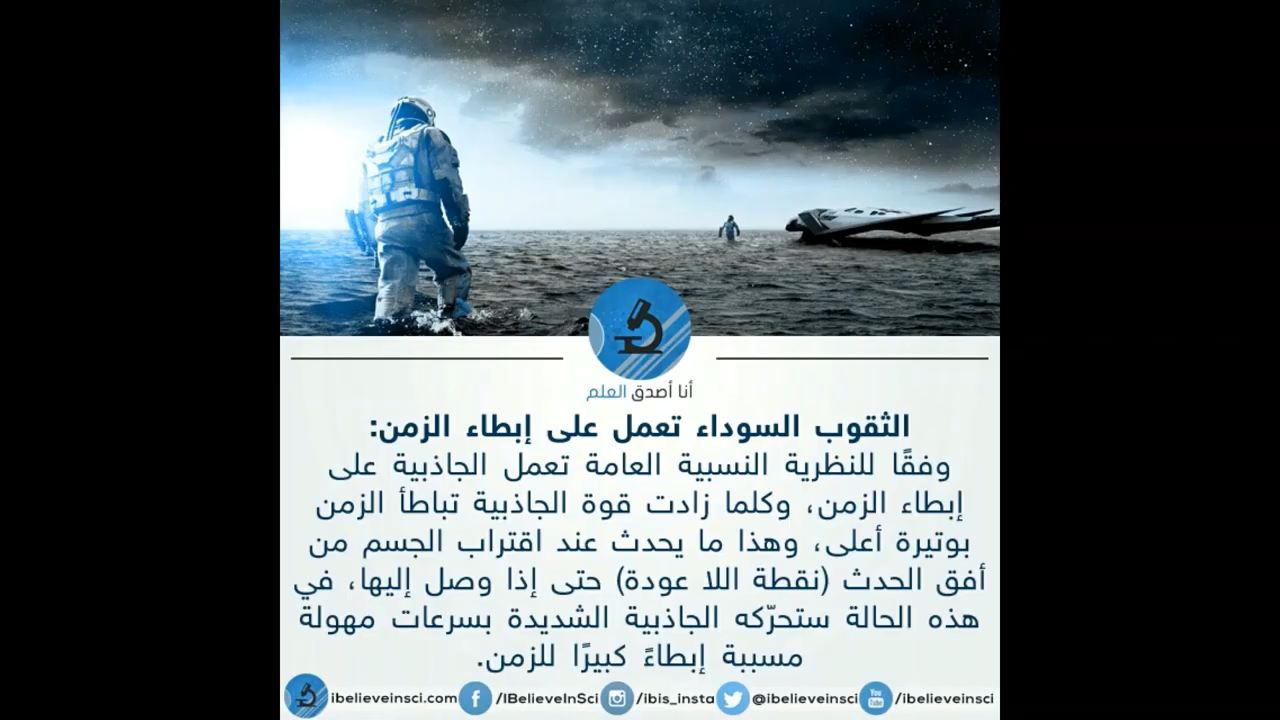 أنا أصدق العلم
الثقوب السوداء تعمل على إبطاء الزمن:
وفقًا للنظرية النسبية العامة تعمل الجاذبية على
إبطاء الزمن، وكلما زادت قوة الجاذبية تباطأ الزمن
بوتيرة أعلى، وهذا ما يحدث عند اقتراب الجسم من
أفق الحدث (نقطة اللا عودة) حتى إذا وصل إليها، في
هذه الحالة ستحرّكه الجاذبية الشديدة بسرعات مهولة
مسببة إبطاءً كبيرًا للزمن.
ibelieveinsci.com /IBelieveInSci /ibis_insta @ibelieveinsci You Tube /ibelieveinsci